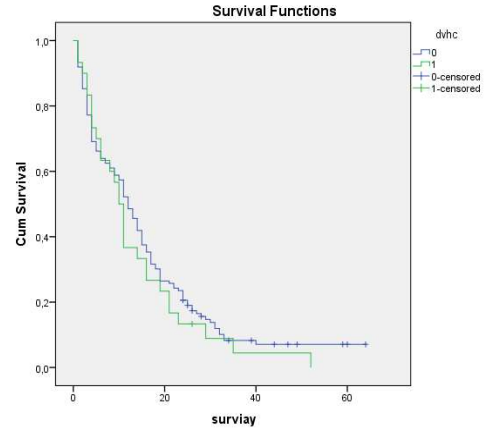 Survival Functions
dvhc
0
1
0-censored
1-censored
1,0
0,8
0,6
0,4
0,2
0,0
Cum Survival
0
20
40
60
surviay